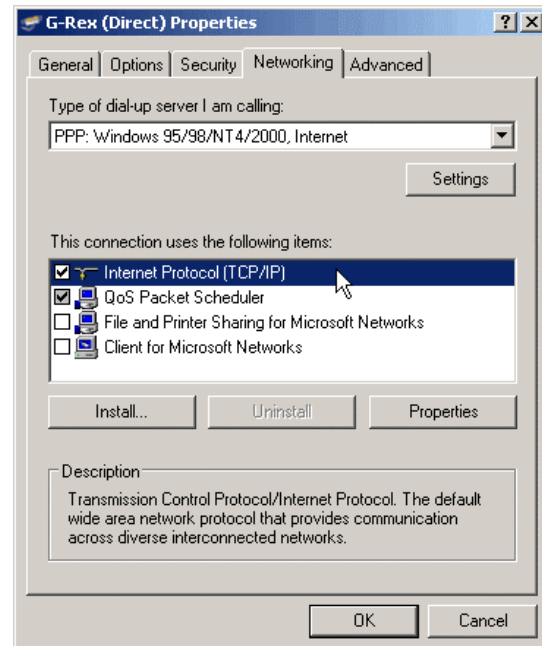 G-Rex (Direct) Properties
General Options Security Networking Advanced
Type of dial-up server I am calling:
PPP: Windows 95/98/NT4/2000, Internet
Settings
This connection uses the following items:
Internet Protocol (TCP/IP)
QoS Packet Scheduler
File and Printer Sharing for Microsoft Networks
Client for Microsoft Networks
Install... Uninstall Properties
Description
Transmission Control Protocol/Internet Protocol. The default
wide area network protocol that provides communication
across diverse interconnected networks.
OK Cancel